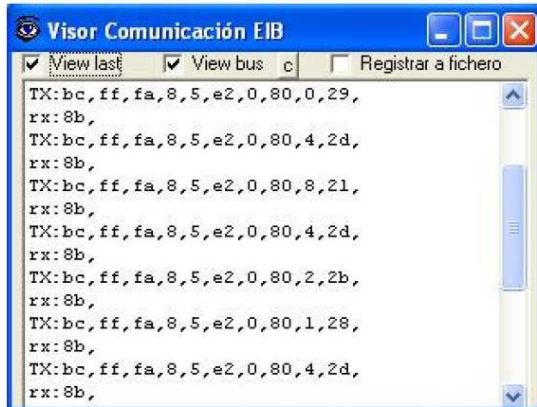 Visor Comunicación EIB
View last View bus c Registrar a fichero
TX:bc,ff,fa,8,5,e2,0,80,0,29,
rx:8b,
TX:bc,ff,fa,8,5,e2,0,80,4,2d,
rx:8b,
TX:bc,ff,fa,8,5,e2,0,80,8,21,
rx:8b,
TX:bc,ff,fa,8,5,e2,0,80,4,2d,
rx:8b,
TX:bc,ff,fa,8,5,e2,0,80,2,2b,
rx:8b,
TX:bc,ff,fa,8,5,e2,0,80,1,28,
rx:8b,
TX:bc,ff,fa,8,5,e2,0,80,4,2d,
rx:8b,